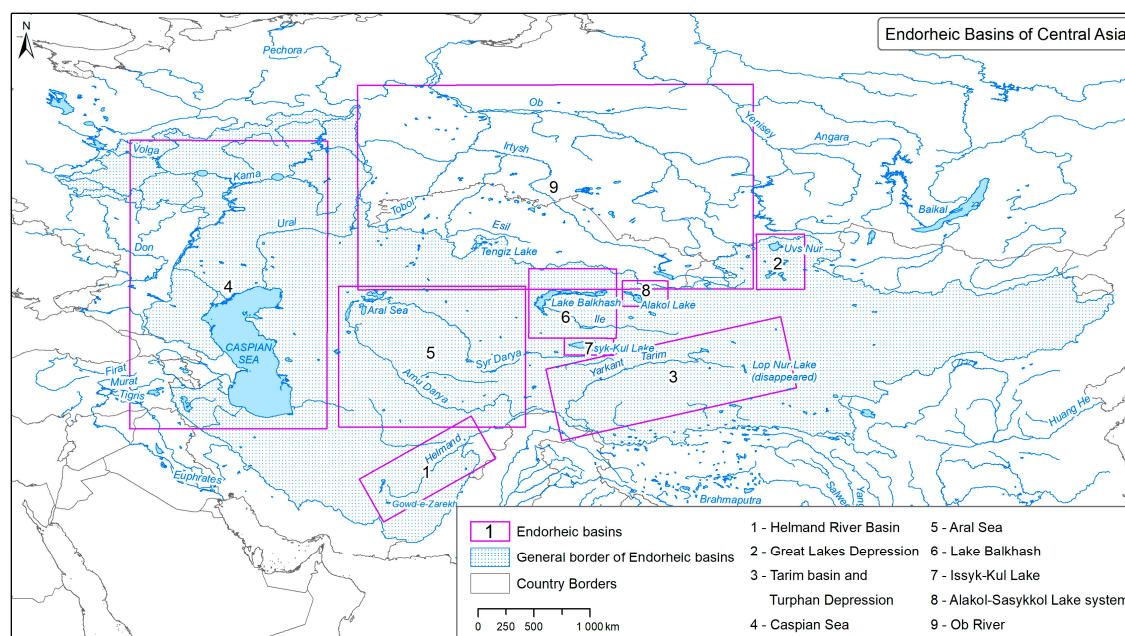 N
Endorheic Basins of Central Asia
Pechora
Ob
Yenisey
Angara
Volga
Irtysh
Kama
9
Tobol
Baikal
Ural
Esil
Don
Tengiz Lake
Uvs Nur
2
4
8
Lake Balkhash
Alakol Lake
Aral Sea
6
Ile
CASPIAN
SEA
5
7
ssyk-Kul Lake
Syr Darya
Tarim
Yarkant
Firat
Murat
Tigris
Amu Darya
3
Lop Nur Lake
(disappeared)
Huang He
Helmand
1
Euphrates
Gowd-e-Zarekh
Brahmaputra
Salwe
Yang
1 Endorheic basins
General border of Endorheic basins
Country Borders
0 250 500 1 000 km
1 - Helmand River Basin
2 - Great Lakes Depression
3 - Tarim basin and
Turphan Depression
4 - Caspian Sea
5 - Aral Sea
6 - Lake Balkhash
7 - Issyk-Kul Lake
8 - Alakol-Sasykkol Lake system
9 - Ob River